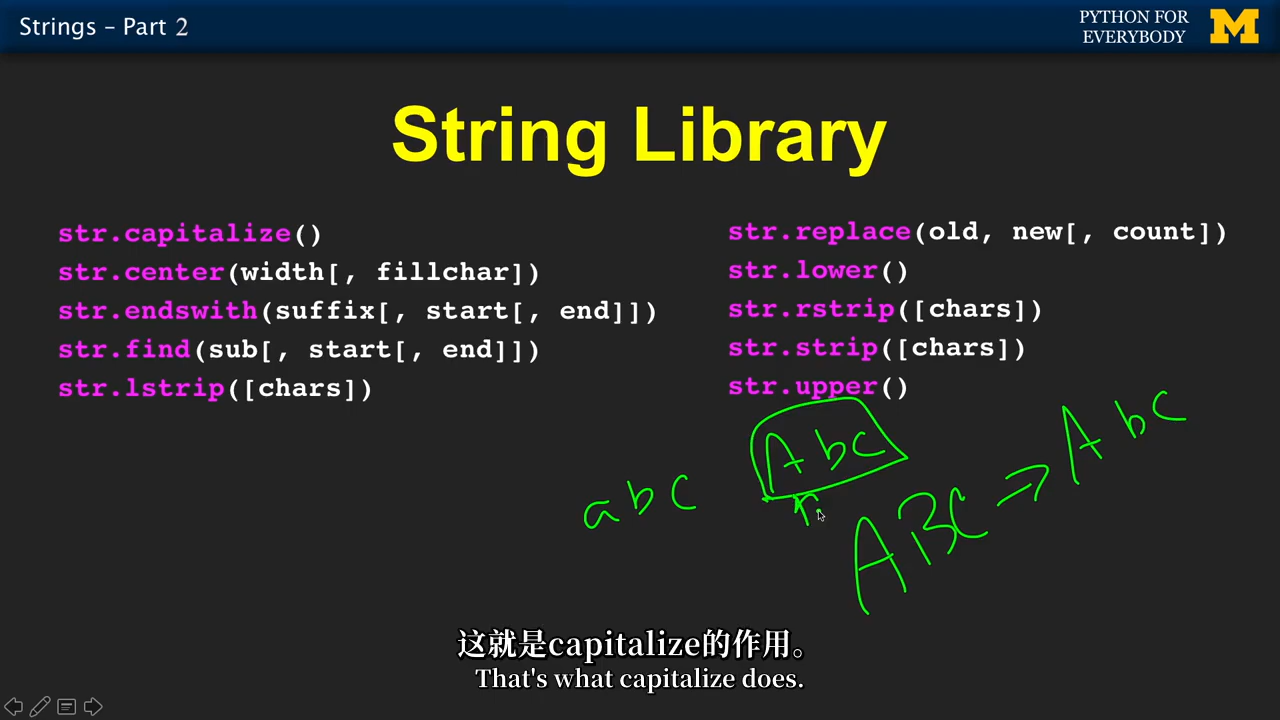 Strings – Part 2
PYTHON FOR
EVERYBODY
M
String Library
str.capitalize()
str.center(width[, fillchar])
str.endswith(suffix[, start[, end]])
str.find(sub[, start[, end]])
str.lstrip([chars])
str.replace(old, new[, count])
str.lower()
str.rstrip([chars])
str.strip([chars])
str.upper()
abc
Abc
ABC ⇒ Abc
这就是capitalize的作用。
That's what capitalize does.